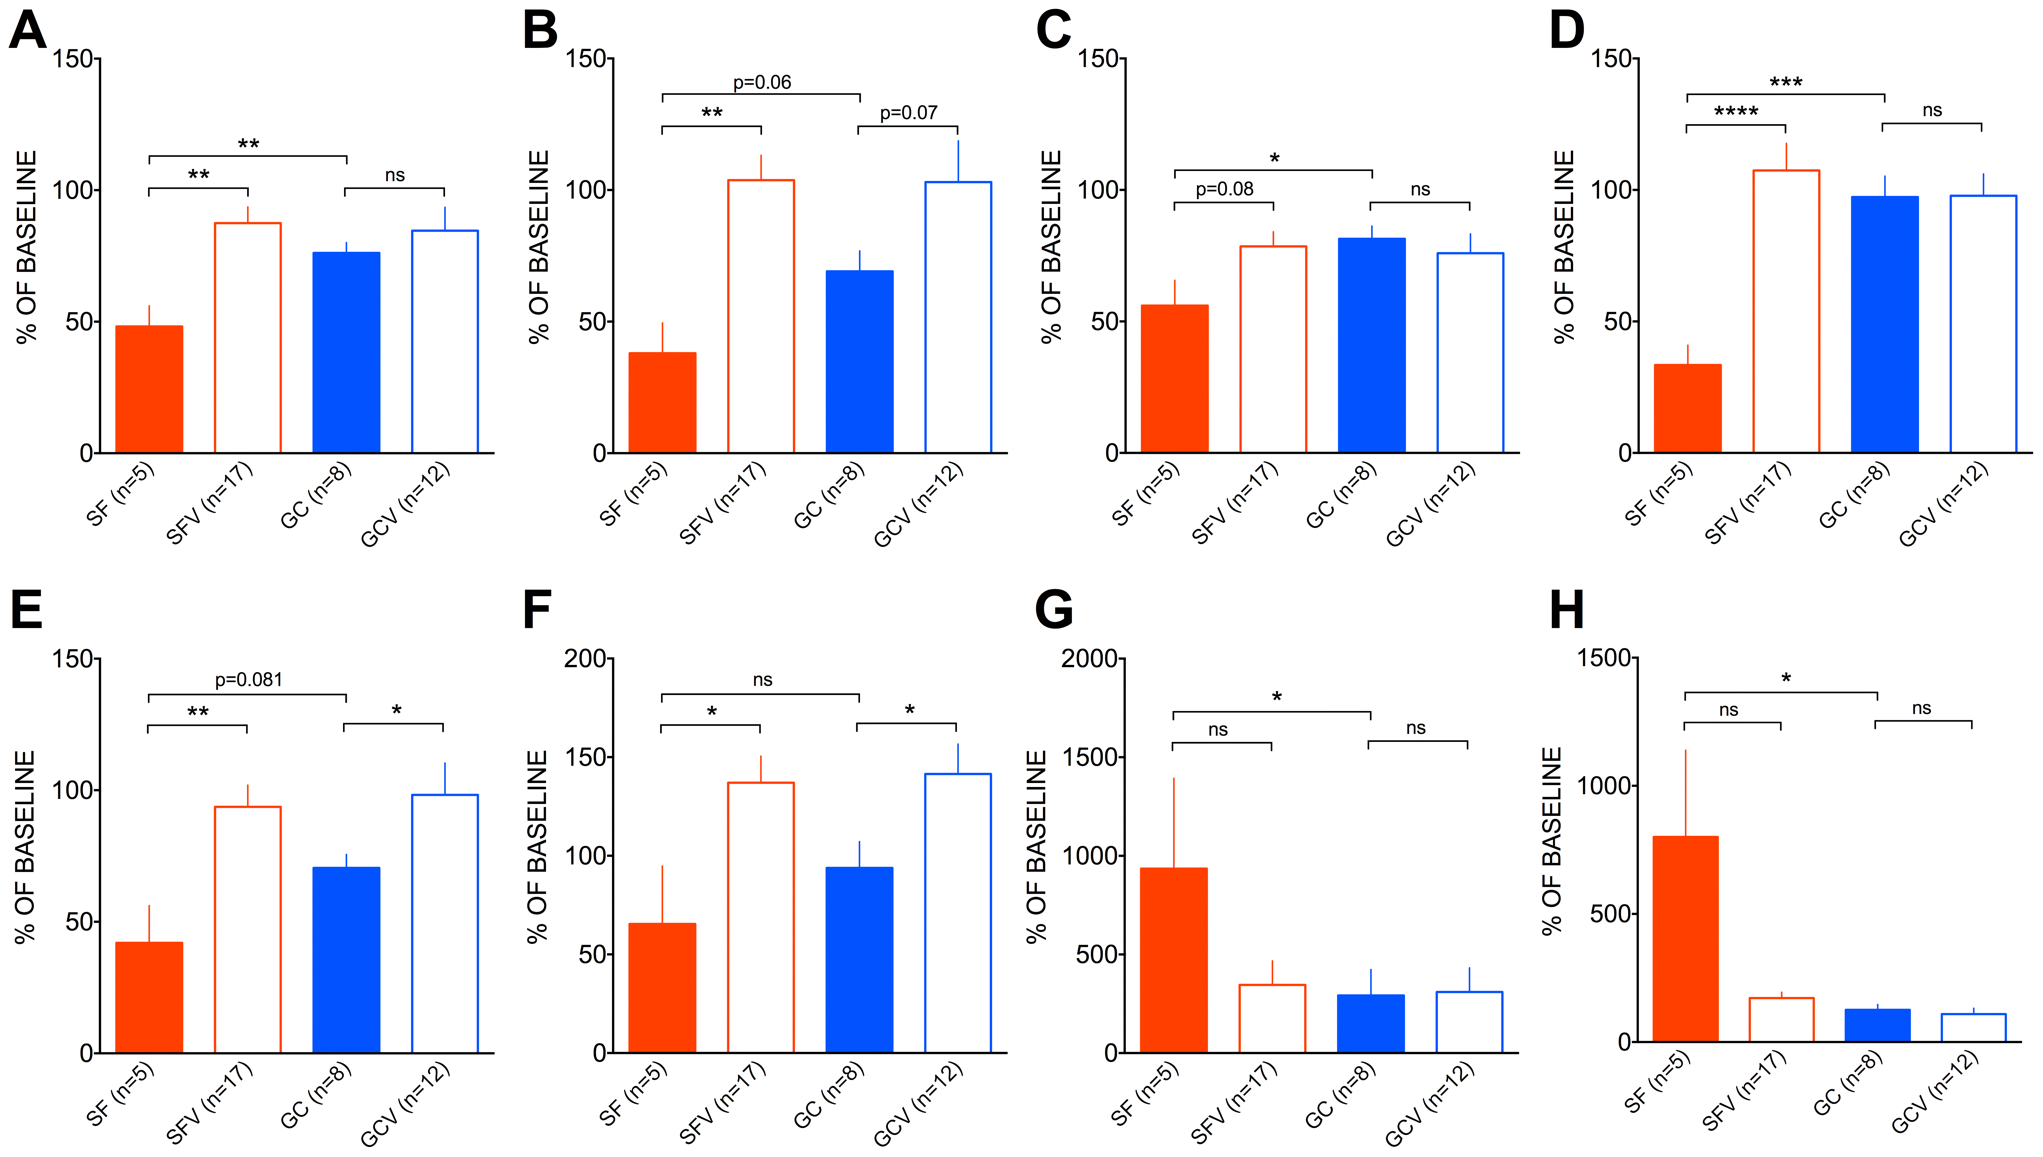 A
150
100
50
0
% OF BASELINE
**
**
ns
SF (n=5)
SFV (n=17)
GC (n=8)
GCV (n=12)
B
150
100
50
0
% OF BASELINE
p=0.06
**
p=0.07
SF (n=5)
SFV (n=17)
GC (n=8)
GCV (n=12)
C
150
100
50
0
% OF BASELINE
*
p=0.08
ns
SF (n=5)
SFV (n=17)
GC (n=8)
GCV (n=12)
D
150
100
50
0
% OF BASELINE
***
****
ns
SF (n=5)
SFV (n=17)
GC (n=8)
GCV (n=12)
E
150
100
50
0
% OF BASELINE
p=0.081
**
*
SF (n=5)
SFV (n=17)
GC (n=8)
GCV (n=12)
F
200
150
100
50
0
% OF BASELINE
ns
*
*
SF (n=5)
SFV (n=17)
GC (n=8)
GCV (n=12)
G
2000
1500
1000
500
0
% OF BASELINE
*
ns
ns
SF (n=5)
SFV (n=17)
GC (n=8)
GCV (n=12)
H
1500
1000
500
0
% OF BASELINE
*
ns
ns
SF (n=5)
SFV (n=17)
GC (n=8)
GCV (n=12)